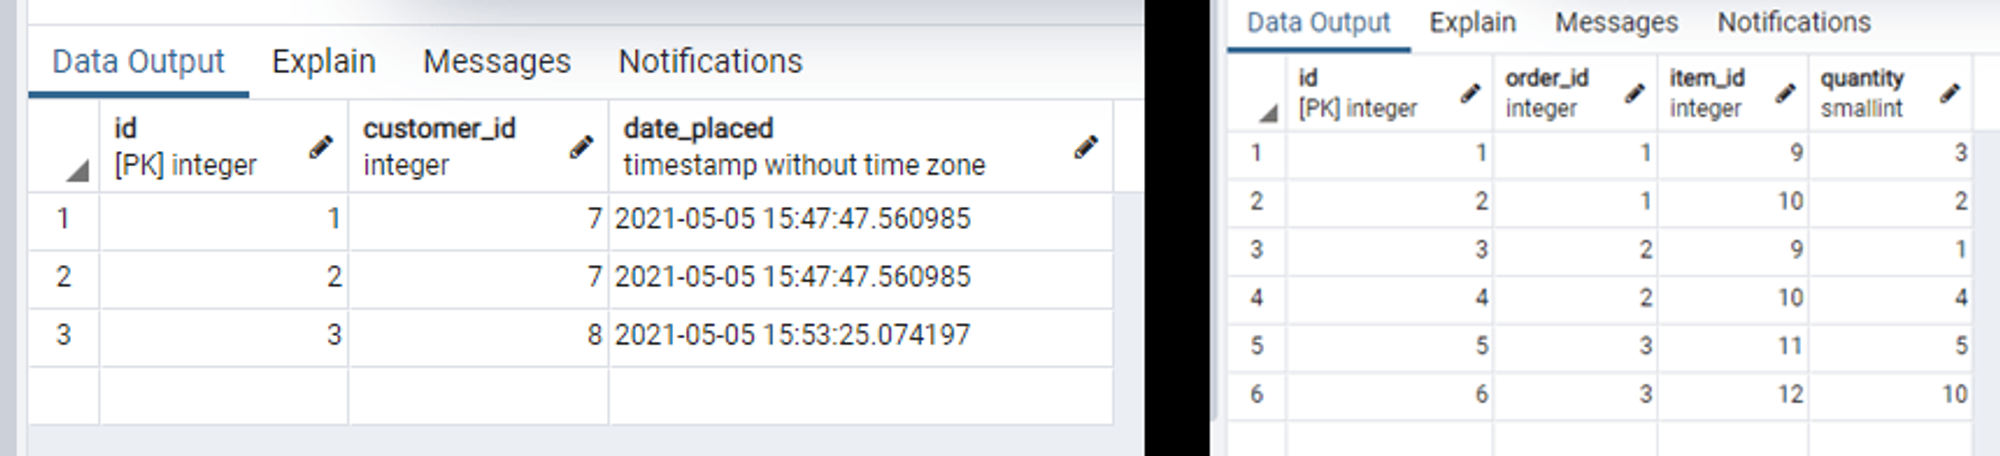 Data Output Explain Messages Notifications
id customer_id date_placed
[PK] integer integer timestamp without time zone
1 1 7 2021-05-05 15:47:47.560985
2 2 7 2021-05-05 15:47:47.560985
3 3 8 2021-05-05 15:53:25.074197
Data Output Explain Messages Notifications
id order_id item_id quantity
[PK] integer integer integer smallint
1 1 1 9 3
2 2 1 10 2
3 3 2 9 1
4 4 2 10 4
5 5 3 11 5
6 6 3 12 10